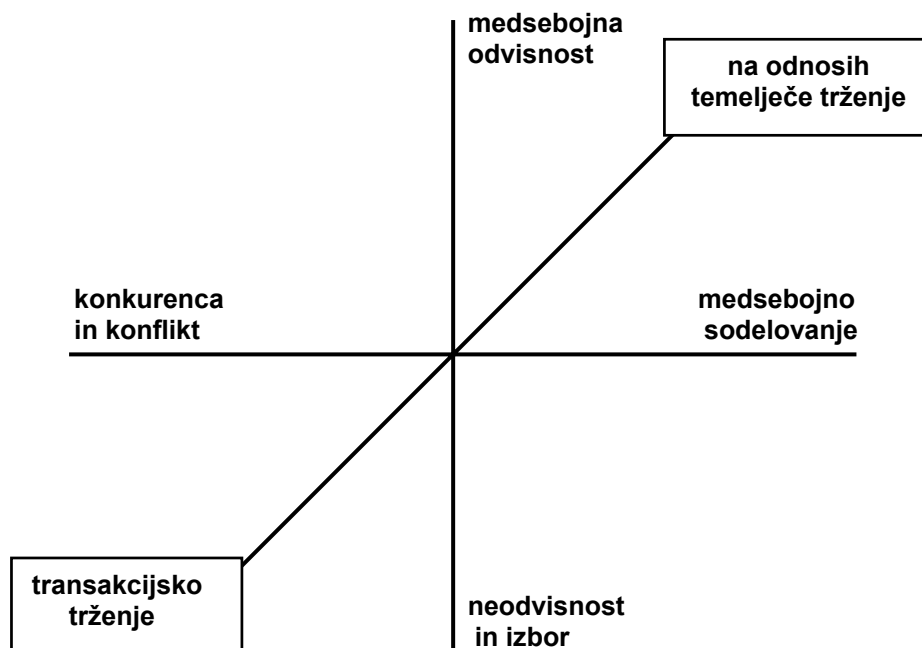 medsebojna
odvisnost
na odnosih
temelječe trženje
konkurenca
in konflikt
medsebojno
sodelovanje
transakcijsko
trženje
neodvisnost
in izbor